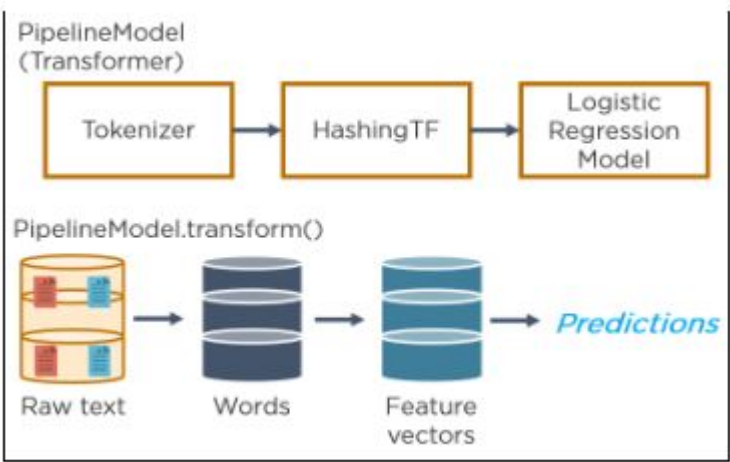 PipelineModel
(Transformer)
Tokenizer
HashingTF
Logistic
Regression
Model
PipelineModel.transform()
Predictions
Raw text
Words
Feature
vectors